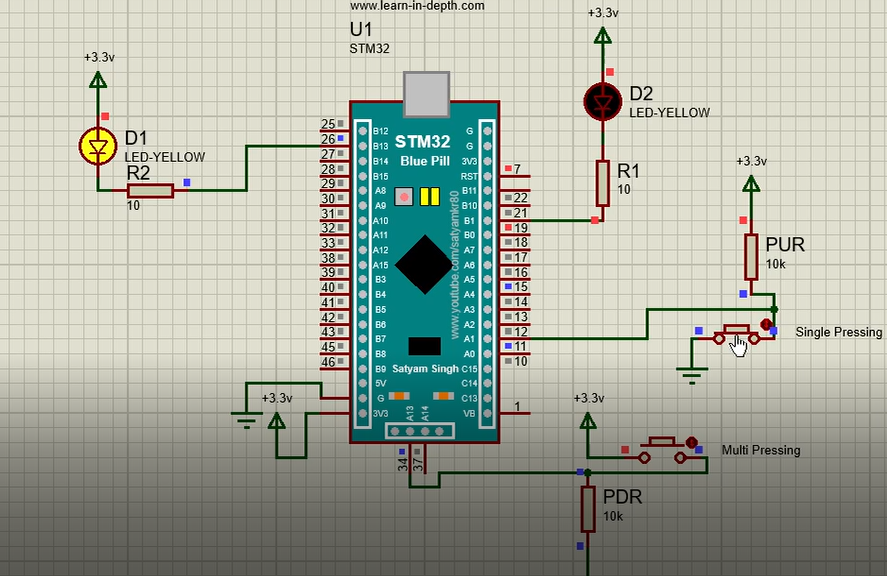 www.learn-in-depth.com
U1
STM32
+3.3v
D1
LED-YELLOW
R2
10
+3.3v
D2
LED-YELLOW
R1
10
+3.3v
PUR
10k
Single Pressing
STM32
Blue Pill
www.youtube.com/satyamkr80
Satyam Singh
25 B12
26 B13
27 B14
28 B15
29 A8
30 A9
31 A10
32 A11
33 A12
38 A15
39 B3
40 B4
41 B5
42 B6
43 B7
45 B8
46 B9
5V
G
3V3
G
G
3V3
RST 7
B11
B10 22
B1 21
B0 19
A7 18
A6 17
A5 16
A4 15
A3 14
A2 13
A1 12
A0 11
C15 10
C14
C13
VB 1
A13
A14
34
37
+3.3v
+3.3v
Multi Pressing
PDR
10k